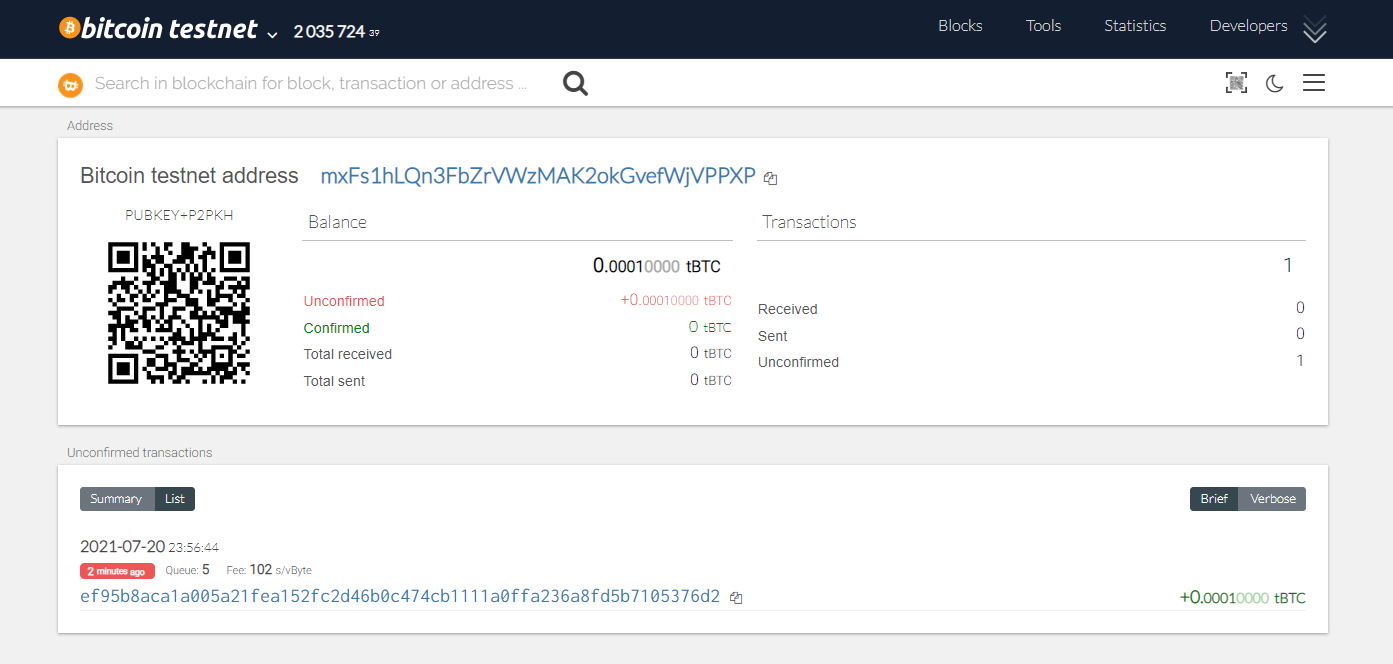 bitcoin testnet 2 035 724 39 Blocks Tools Statistics Developers
Search in blockchain for block, transaction or address ...
Address
Bitcoin testnet address mxFs1hLQn3FbZrVWzMAK2okGvefWjVPPXP
PUBKEY+P2PKH
Balance
0.00010000 tBTC
Unconfirmed +0.00010000 tBTC
Confirmed 0 tBTC
Total received 0 tBTC
Total sent 0 tBTC
Transactions
1
Received 0
Sent 0
Unconfirmed 1
Unconfirmed transactions
Summary List Brief Verbose
2021-07-20 23:56:44
2 minutes ago Queue: 5 Fee: 102 s/vByte
ef95b8aca1a005a21fea152fc2d46b0c474cb1111a0ffa236a8fd5b7105376d2 +0.00010000 tBTC